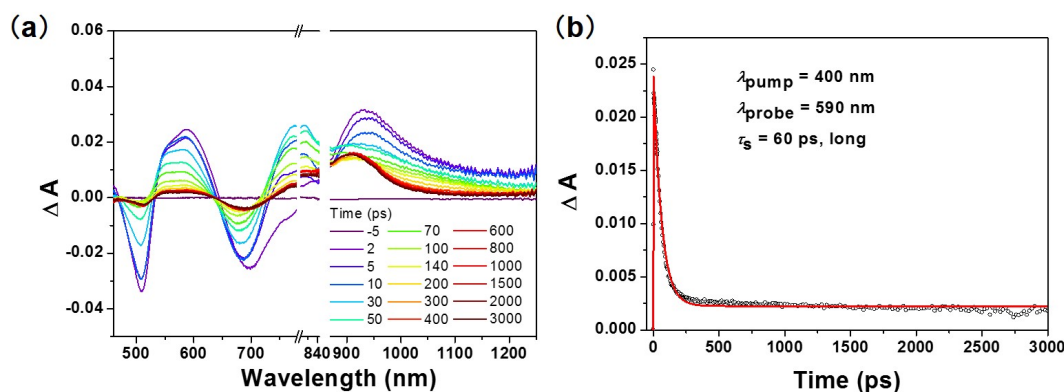 (a)
0.06
0.04
0.02
0.00
-0.02
-0.04
Δ A
Time (ps)
-5 70 600
2 100 800
5 140 1000
10 200 1500
30 300 2000
50 400 3000
500 600 700 840 900 1000 1100 1200
Wavelength (nm)
(b)
0.025
0.020
0.015
0.010
0.005
0.000
Δ A
λpump = 400 nm
λprobe = 590 nm
τs = 60 ps, long
0 500 1000 1500 2000 2500 3000
Time (ps)